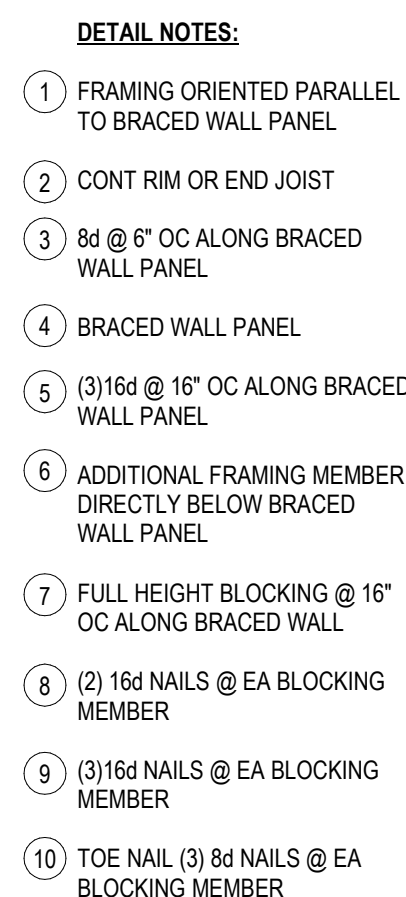 DETAIL NOTES:
1 FRAMING ORIENTED PARALLEL
TO BRACED WALL PANEL
2 CONT RIM OR END JOIST
3 8d @ 6" OC ALONG BRACED
WALL PANEL
4 BRACED WALL PANEL
5 (3)16d @ 16" OC ALONG BRACED
WALL PANEL
6 ADDITIONAL FRAMING MEMBER
DIRECTLY BELOW BRACED
WALL PANEL
7 FULL HEIGHT BLOCKING @ 16"
OC ALONG BRACED WALL
8 (2) 16d NAILS @ EA BLOCKING
MEMBER
9 (3)16d NAILS @ EA BLOCKING
MEMBER
10 TOE NAIL (3) 8d NAILS @ EA
BLOCKING MEMBER